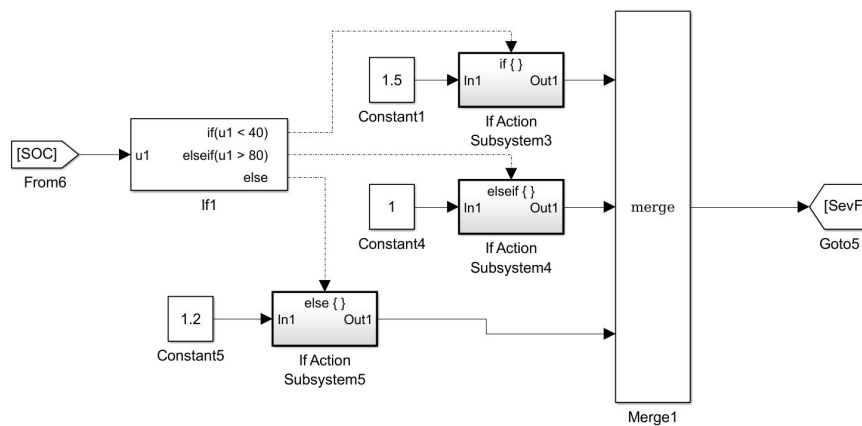 if { }
In1
Out1
1.5
Constant1
If Action
Subsystem3
[SOC]
From6
u1
if(u1 < 40)
elseif(u1 > 80)
else
If1
elseif { }
In1
Out1
1
Constant4
If Action
Subsystem4
merge
Merge1
[SevF
Goto5
else { }
In1
Out1
1.2
Constant5
If Action
Subsystem5